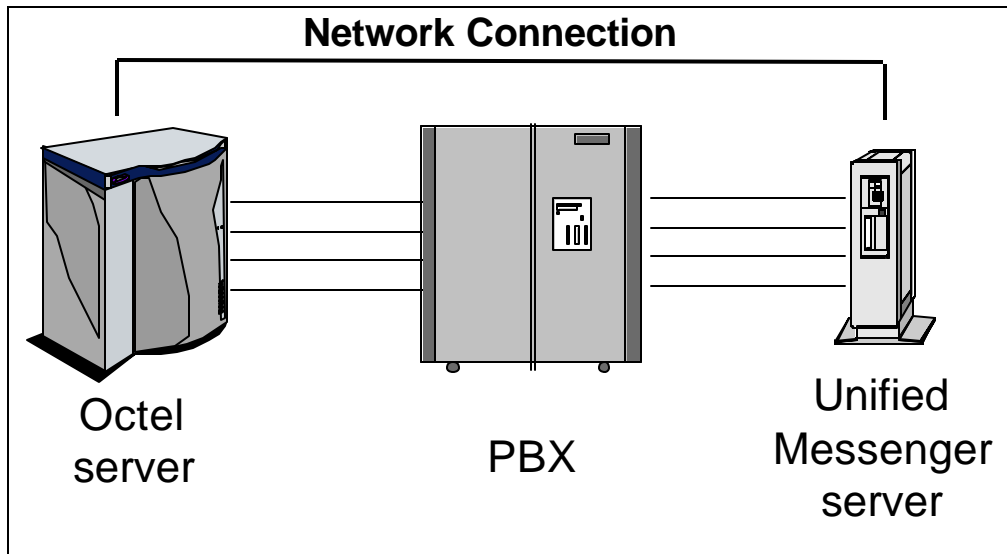 Network Connection
Octel
server
PBX
Unified
Messenger
server